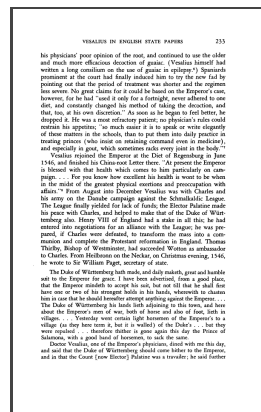 VESALIUS IN ENGLISH STATE PAPERS 233
his physicians' poor opinion of the root, and continued to use the older
and much more efficacious decoction of guaiac. (Vesalius himself had
written a long consilium on the use of guaiac in epilepsy.⁸) Spaniards
prominent at the court had finally induced him to try the new fad by
pointing out that the period of treatment was shorter and the regimen
less severe. No great claims for it could be based on the Emperor's case,
however, for he had "used it only for a fortnight, never adhered to one
diet, and constantly changed his method of taking the decoction, and
that, too, at his own discretion." As soon as he began to feel better, he
dropped it. He was a most refractory patient; no physician's rules could
restrain his appetites; "so much easier it is to speak or write elegantly
of these matters in the schools, than to put them into daily practice in
treating princes (who insist on retaining command even in medicine),
and especially in gout, which sometimes racks every joint in the body."
Vesalius rejoined the Emperor at the Diet of Regensburg in June
1546, and finished his China-root Letter there. "At present the Emperor
is blessed with that health which comes to him particularly on cam-
paign. . . . For you know how excellent his health is wont to be when
in the midst of the greatest physical exertions and preoccupation with
affairs." From August into December Vesalius was with Charles and
his army on the Danube campaign against the Schmalkaldic League.
The League finally yielded for lack of funds; the Elector Palatine made
his peace with Charles, and helped to make that of the Duke of Würt-
temberg also. Henry VIII of England had a stake in all this; he had
entered into negotiations for an alliance with the League; he was pre-
pared, if Charles were defeated, to transform the mass into a com-
munion and complete the Protestant reformation in England. Thomas
Thirlby, Bishop of Westminster, had succeeded Wotton as ambassador
to Charles. From Heilbronn on the Neckar, on Christmas evening, 1546,
he wrote to Sir William Paget, secretary of state.
The Duke of Würtemberg hath made, and daily maketh, great and humble
suit to the Emperor for grace. I have been advertised, from a good place,
that the Emperor mindeth to accept his suit, but not till that he shall first
have one or two of his strongest holds in his hands, wherewith to chasten
him in case that he should hereafter attempt anything against the Emperor. . . .
The Duke of Wirtemberg his lands lieth adjoining to this town, and here
about the Emperor's men of war, both of horse and also of foot, lieth in
villages. . . . Yesterday went certain light horsemen of the Emperor's to a
village (as they here term it, but it is walled) of the Duke's . . . but they
were repulsed . . . therefore thither is gone again this day the Prince of
Salamona, with a good band of horsemen, to sack the same.
Doctor Vesalius, one of the Emperor's physicians, dined with me this day,
and said that the Duke of Würtemberg should come hither to the Emperor,
and in that the Count (now Elector) Palatine was a travailer; he said further